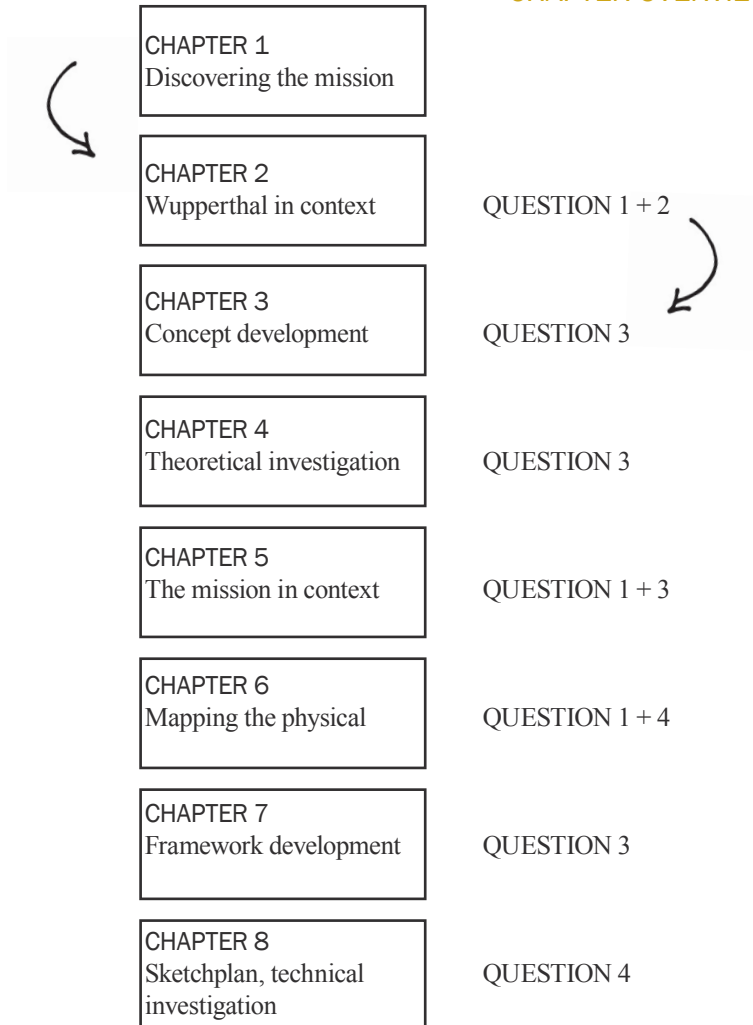 CHAPTER 1
Discovering the mission
CHAPTER 2
Wupperthal in context
QUESTION 1 + 2
CHAPTER 3
Concept development
QUESTION 3
CHAPTER 4
Theoretical investigation
QUESTION 3
CHAPTER 5
The mission in context
QUESTION 1 + 3
CHAPTER 6
Mapping the physical
QUESTION 1 + 4
CHAPTER 7
Framework development
QUESTION 3
CHAPTER 8
Sketchplan, technical
investigation
QUESTION 4